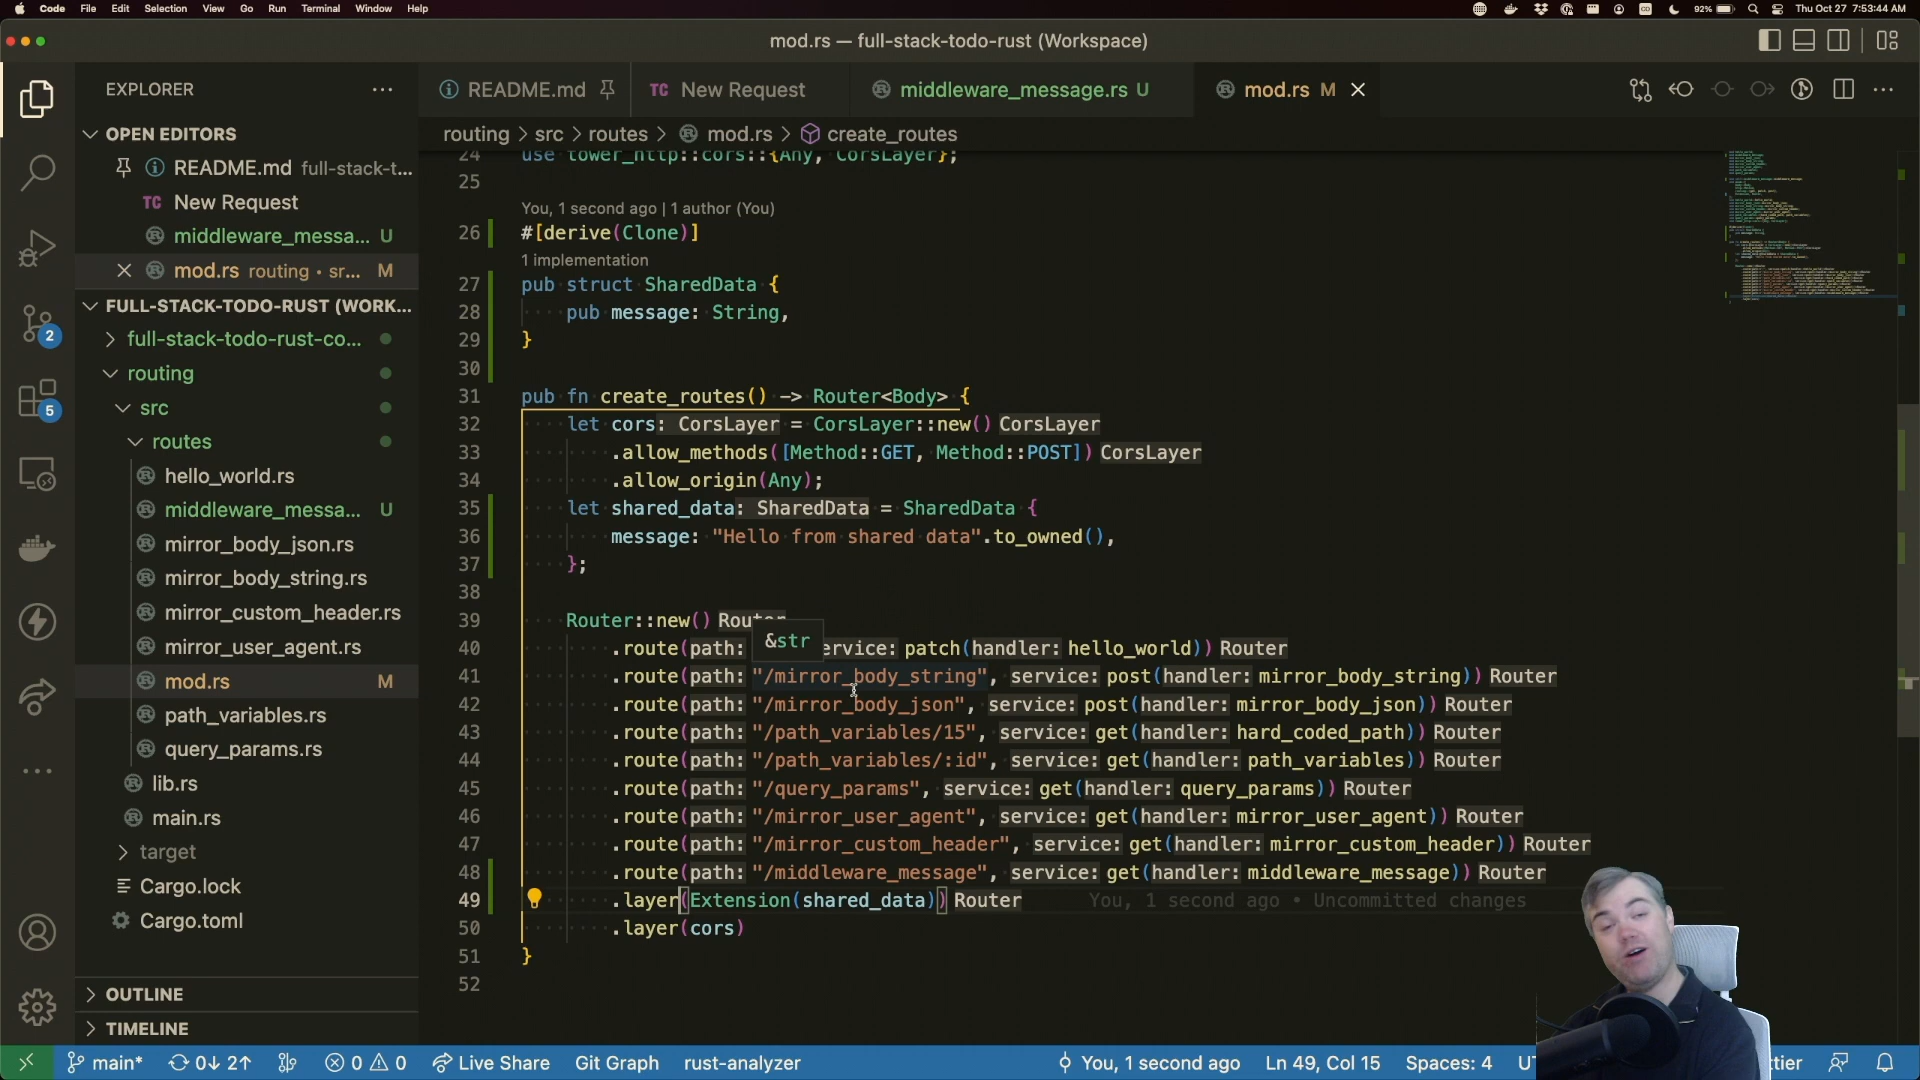 Code File Edit Selection View Go Run Terminal Window Help
92% Thu Oct 27 7:53:44 AM
mod.rs — full-stack-todo-rust (Workspace)
EXPLORER
README.md
TC New Request
middleware_message.rs U
mod.rs M
routing > src > routes > mod.rs > create_routes
OPEN EDITORS
README.md full-stack-t...
TC New Request
middleware_messa... U
mod.rs routing • sr... M
FULL-STACK-TODO-RUST (WORK...
full-stack-todo-rust-co...
routing
src
routes
hello_world.rs
middleware_messa... U
mirror_body_json.rs
mirror_body_string.rs
mirror_custom_header.rs
mirror_user_agent.rs
mod.rs M
path_variables.rs
query_params.rs
lib.rs
main.rs
target
Cargo.lock
Cargo.toml
OUTLINE
TIMELINE
2
5
24 use tower_http::cors::{Any, CorsLayer};
25
You, 1 second ago | 1 author (You)
26 #[derive(Clone)]
1 implementation
27 pub struct SharedData {
28 pub message: String,
29 }
30
31 pub fn create_routes() -> Router<Body> {
32 let cors: CorsLayer = CorsLayer::new() CorsLayer
33 .allow_methods([Method::GET, Method::POST]) CorsLayer
34 .allow_origin(Any);
35 let shared_data: SharedData = SharedData {
36 message: "Hello from shared data".to_owned(),
37 };
38
39 Router::new() Router
&str
40 .route(path: ervice: patch(handler: hello_world)) Router
41 .route(path: "/mirror_body_string", service: post(handler: mirror_body_string)) Router
42 .route(path: "/mirror_body_json", service: post(handler: mirror_body_json)) Router
43 .route(path: "/path_variables/15", service: get(handler: hard_coded_path)) Router
44 .route(path: "/path_variables/:id", service: get(handler: path_variables)) Router
45 .route(path: "/query_params", service: get(handler: query_params)) Router
46 .route(path: "/mirror_user_agent", service: get(handler: mirror_user_agent)) Router
47 .route(path: "/mirror_custom_header", service: get(handler: mirror_custom_header)) Router
48 .route(path: "/middleware_message", service: get(handler: middleware_message)) Router
49 .layer(Extension(shared_data)) Router You, 1 second ago • Uncommitted changes
50 .layer(cors)
51 }
52
main* 0↓ 2↑ 0 0 Live Share Git Graph rust-analyzer You, 1 second ago Ln 49, Col 15 Spaces: 4